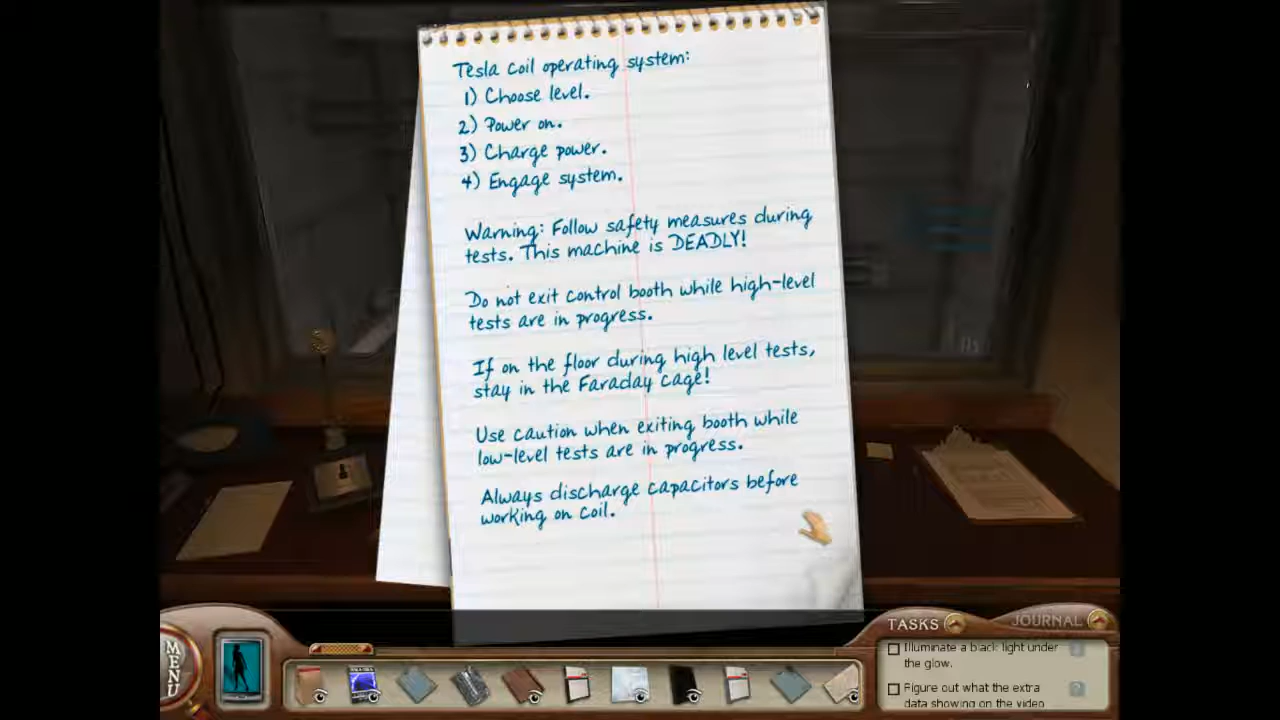 Tesla Coil operating system:
1) Choose level.
2) Power on.
3) Charge power.
4) Engage system.
Warning: Follow safety measures during
tests. This machine is DEADLY!
Do not exit control booth while high-level
tests are in progress.
If on the floor during high level tests,
stay in the Faraday cage!
Use caution when exiting booth while
low-level tests are in progress.
Always discharge capacitors before
working on coil.
MENU
TASKS
JOURNAL
Illuminate a black light under
the glow.
Figure out what the extra
data showing on the video